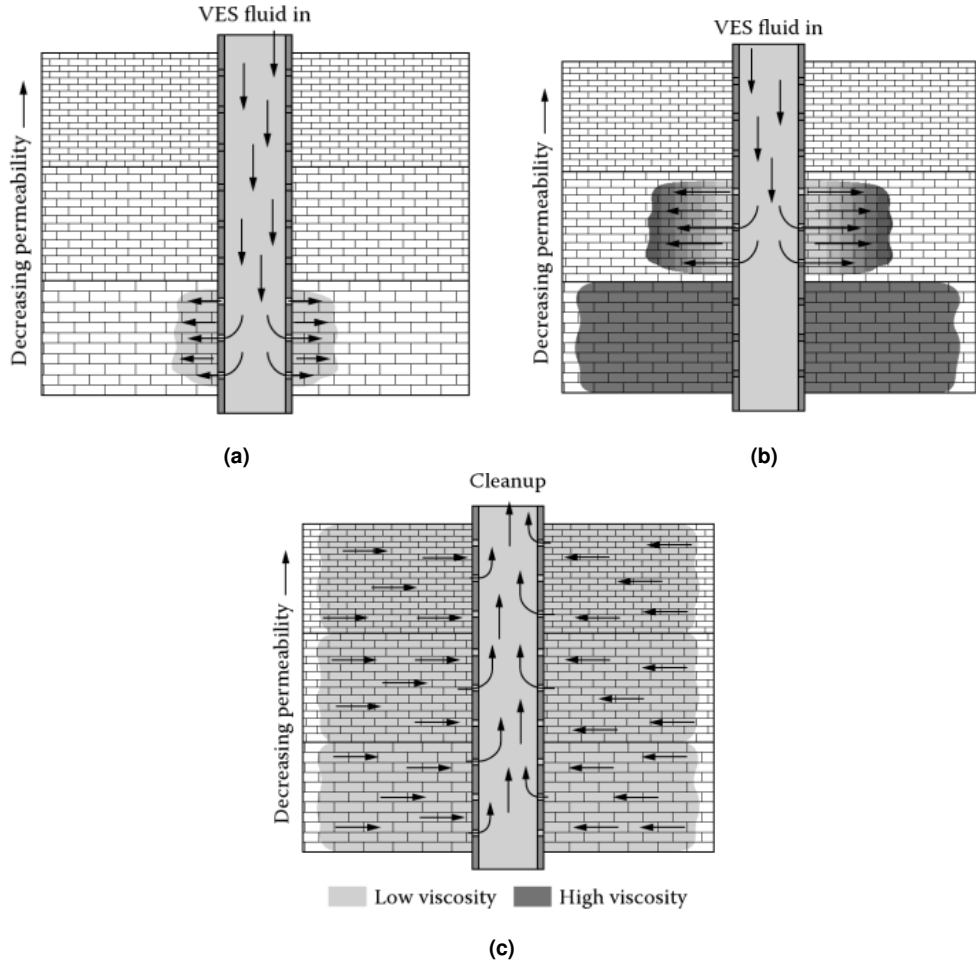 VES fluid in
Decreasing permeability
(a)
VES fluid in
Decreasing permeability
(b)
Cleanup
Decreasing permeability
Low viscosity
High viscosity
(c)